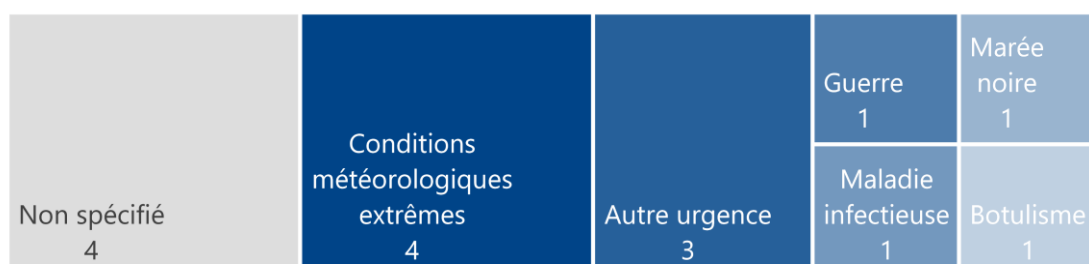 Non spécifié
4
Conditions
météorologiques
extrêmes
4
Autre urgence
3
Guerre
1
Marée
noire
1
Maladie
infectieuse
1
Botulisme
1